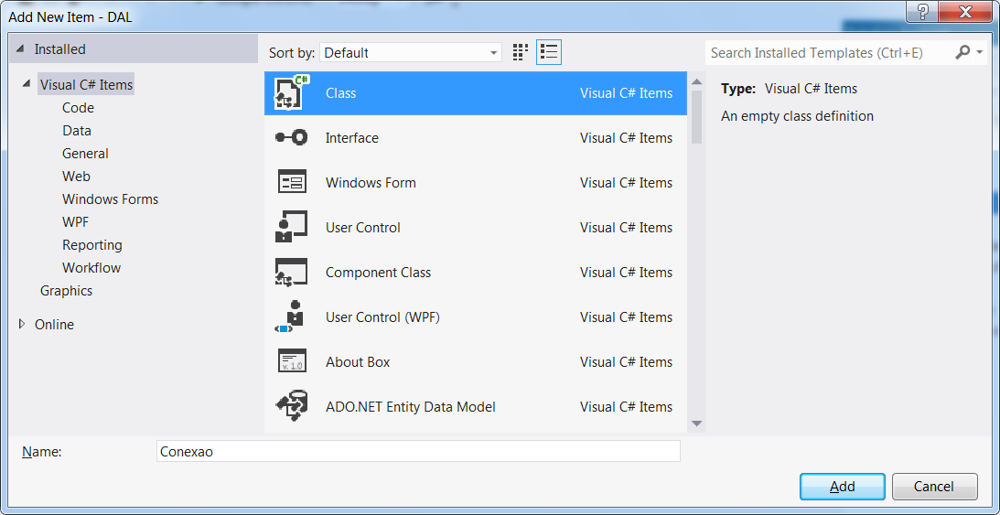 Add New Item - DAL
Installed
Visual C# Items
Code
Data
General
Web
Windows Forms
WPF
Reporting
Workflow
Graphics
Online
Sort by: Default
Class Visual C# Items
Interface Visual C# Items
Windows Form Visual C# Items
User Control Visual C# Items
Component Class Visual C# Items
User Control (WPF) Visual C# Items
About Box Visual C# Items
ADO.NET Entity Data Model Visual C# Items
Search Installed Templates (Ctrl+E)
Type: Visual C# Items
An empty class definition
Name: Conexao
Add Cancel